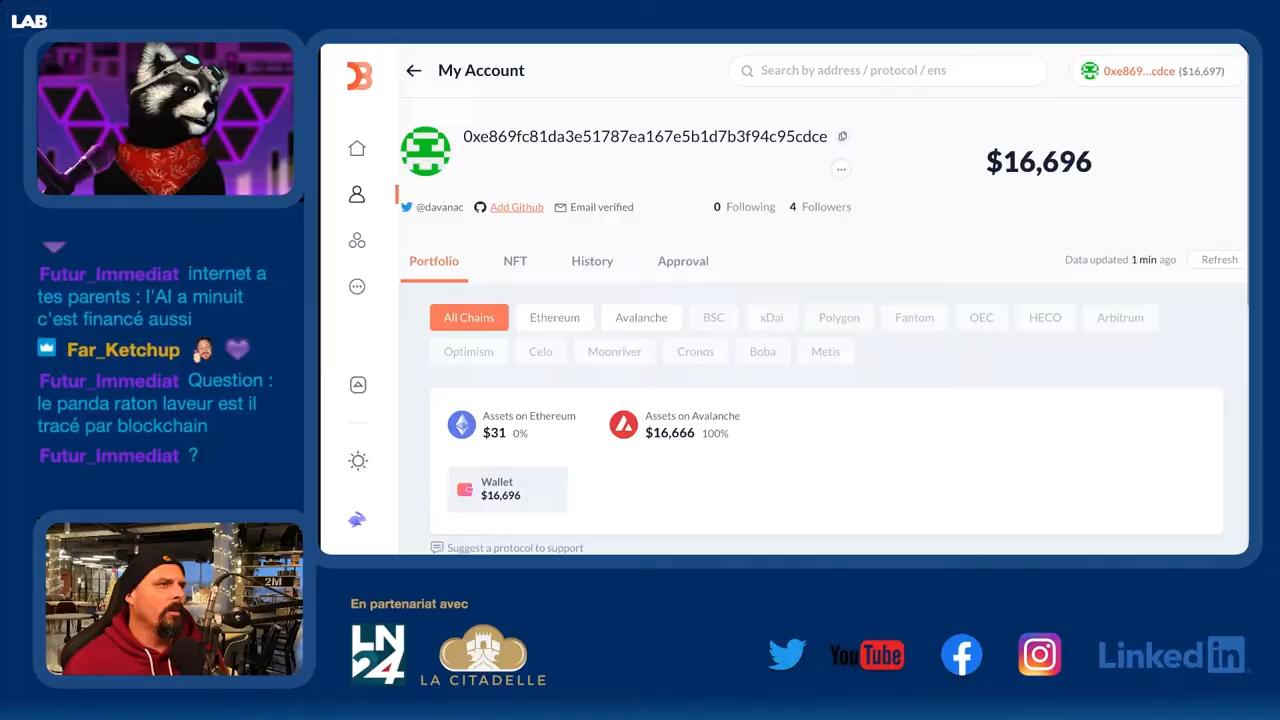 LAB
My Account
Search by address / protocol / ens
0xe869...cdce ($16,697)
0xe869fc81da3e51787ea167e5b1d7b3f94c95cdce
$16,696
@davanac
Add Github
Email verified
0 Following
4 Followers
Portfolio
NFT
History
Approval
Data updated 1 min ago
Refresh
All Chains
Ethereum
Avalanche
BSC
xDai
Polygon
Fantom
OEC
HECO
Arbitrum
Optimism
Celo
Moonriver
Cronos
Boba
Metis
Assets on Ethereum
$31 0%
Assets on Avalanche
$16,666 100%
Wallet
$16,696
Suggest a protocol to support
Futur_Immediat internet a
tes parents : l'AI a minuit
c'est financé aussi
Far_Ketchup
Futur_Immediat Question :
le panda raton laveur est il
tracé par blockchain
Futur_Immediat ?
2M
En partenariat avec
LN
24
LA CITADELLE
YouTube
LinkedIn